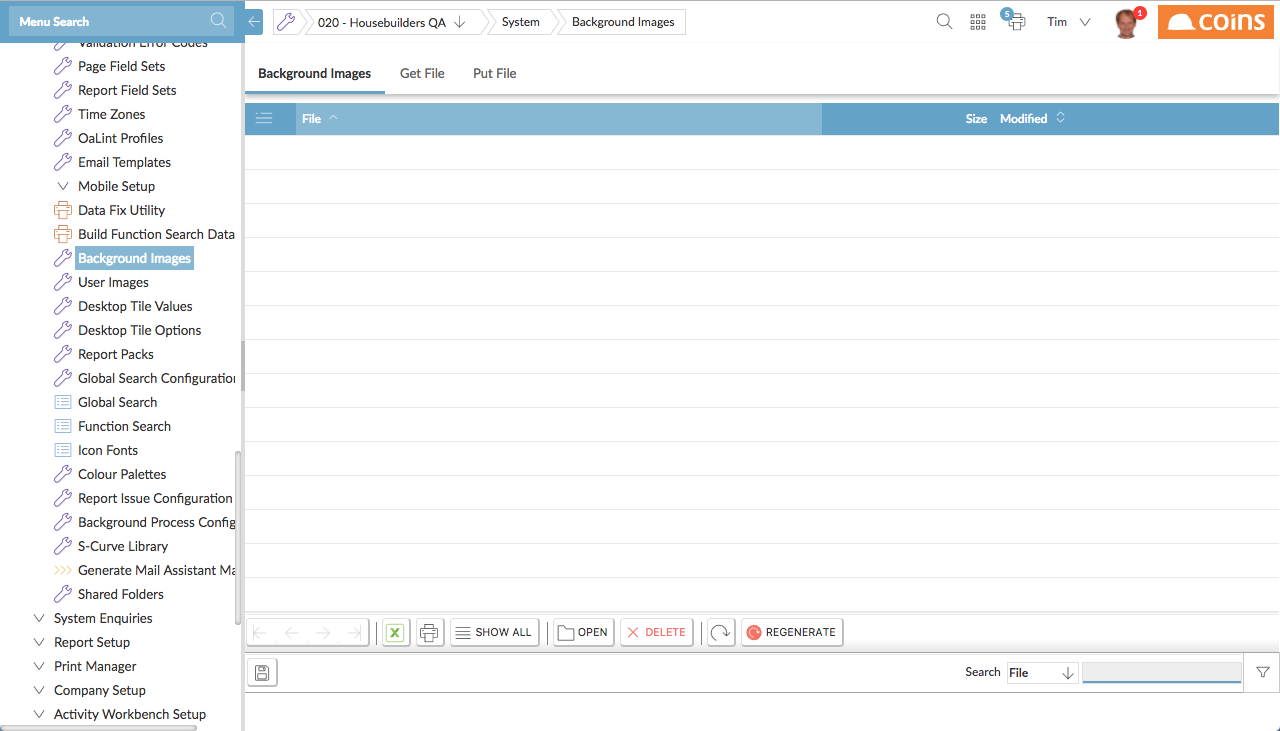 Menu Search
020 - Housebuilders QA
System
Background Images
5
Tim
1
coins
Validation Error Codes
Page Field Sets
Report Field Sets
Time Zones
OaLint Profiles
Email Templates
Mobile Setup
Data Fix Utility
Build Function Search Data
Background Images
User Images
Desktop Tile Values
Desktop Tile Options
Report Packs
Global Search Configuration
Global Search
Function Search
Icon Fonts
Colour Palettes
Report Issue Configuration
Background Process Config
S-Curve Library
Generate Mail Assistant Ma
Shared Folders
System Enquiries
Report Setup
Print Manager
Company Setup
Activity Workbench Setup
Background Images
Get File
Put File
File
Size
Modified
X
SHOW ALL
OPEN
DELETE
REGENERATE
Search
File